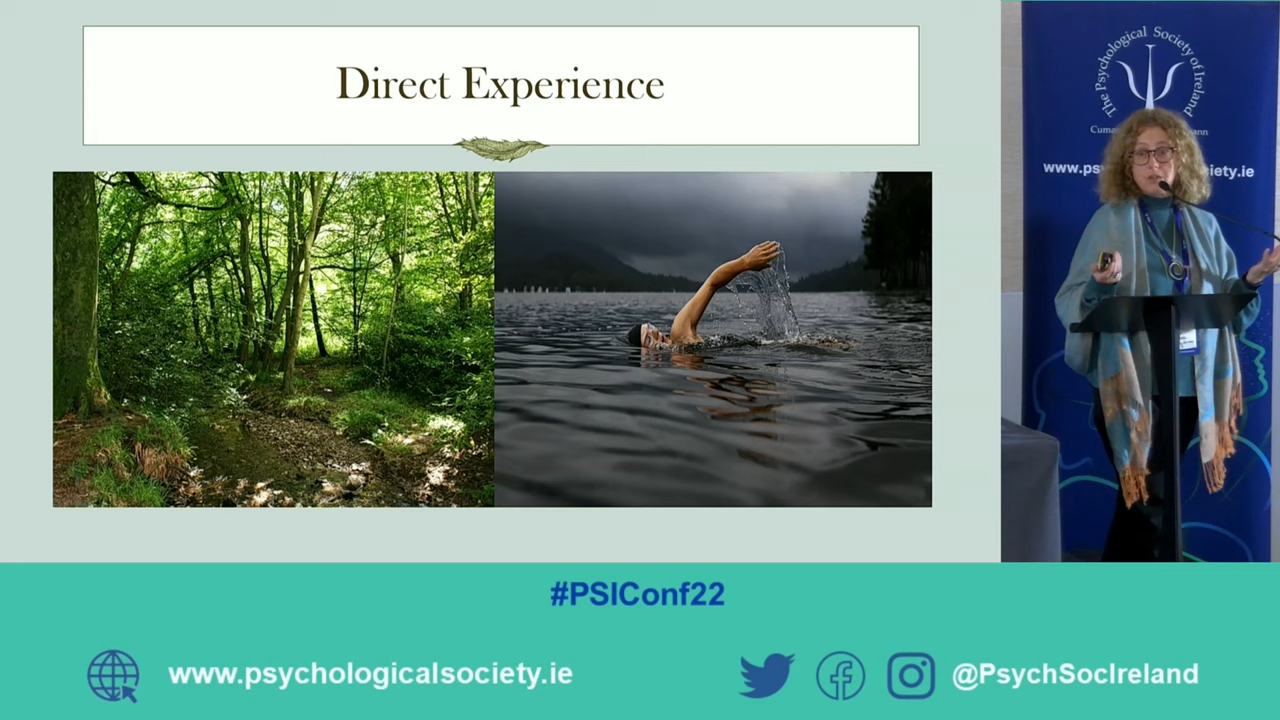 Direct Experience
The Psychological Society of Ireland
www.ps
iety.ie
#PSIConf22
www.psychologicalsociety.ie
@PsychSocIreland